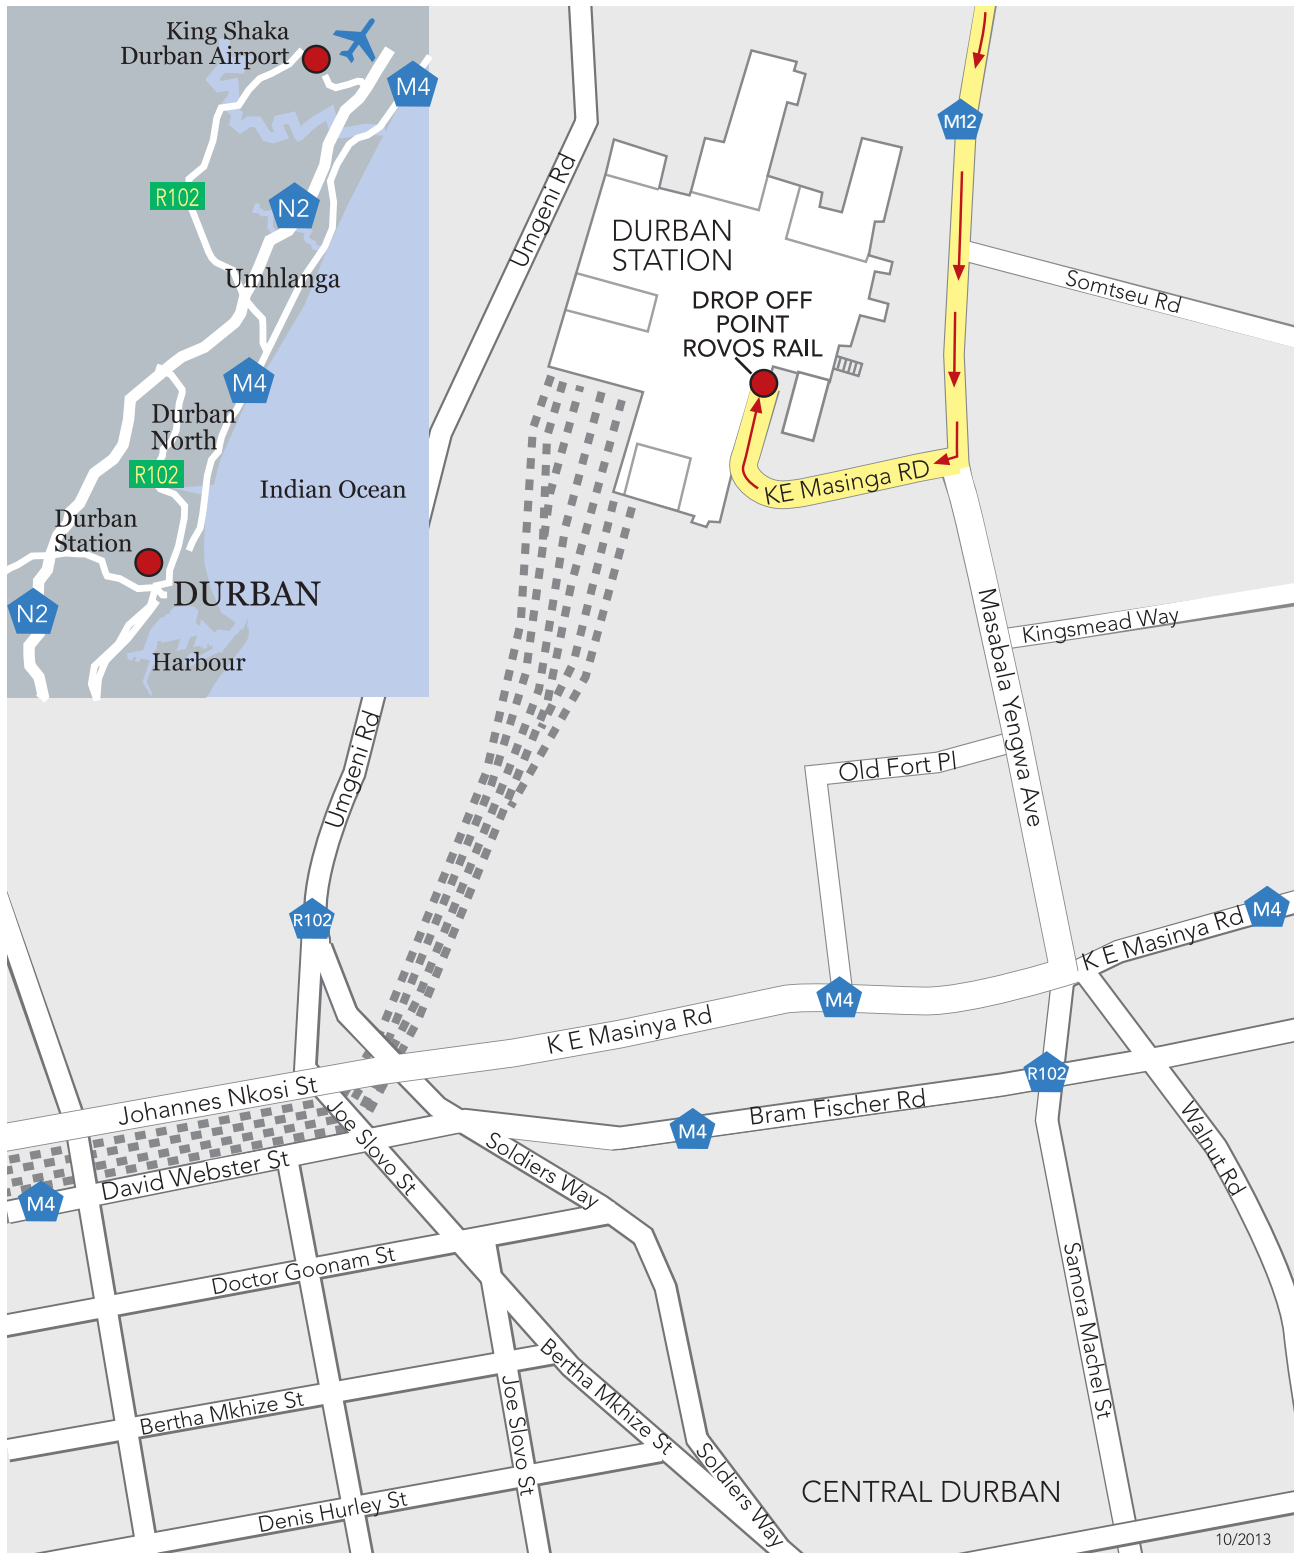 King Shaka
Durban Airport
M4
R102
N2
Umhlanga
M4
Durban
North
R102
Indian Ocean
Durban
Station
DURBAN
N2
Harbour
M12
Umgeni Rd
DURBAN
STATION
Somtseu Rd
DROP OFF
POINT
ROVOS RAIL
KE Masinga RD
Masabala Yengwa Ave
Kingsmead Way
Umgeni Rd
Old Fort Pl
R102
K E Masinya Rd
M4
M4
K E Masinya Rd
Johannes Nkosi St
R102
Bram Fischer Rd
M4
Joe Slovo St
Soldiers Way
Walnut Rd
David Webster St
M4
Doctor Goonam St
Samora Machel St
Bertha Mkhize St
Bertha Mkhize St
Joe Slovo St
Soldiers Way
Denis Hurley St
CENTRAL DURBAN
10/2013